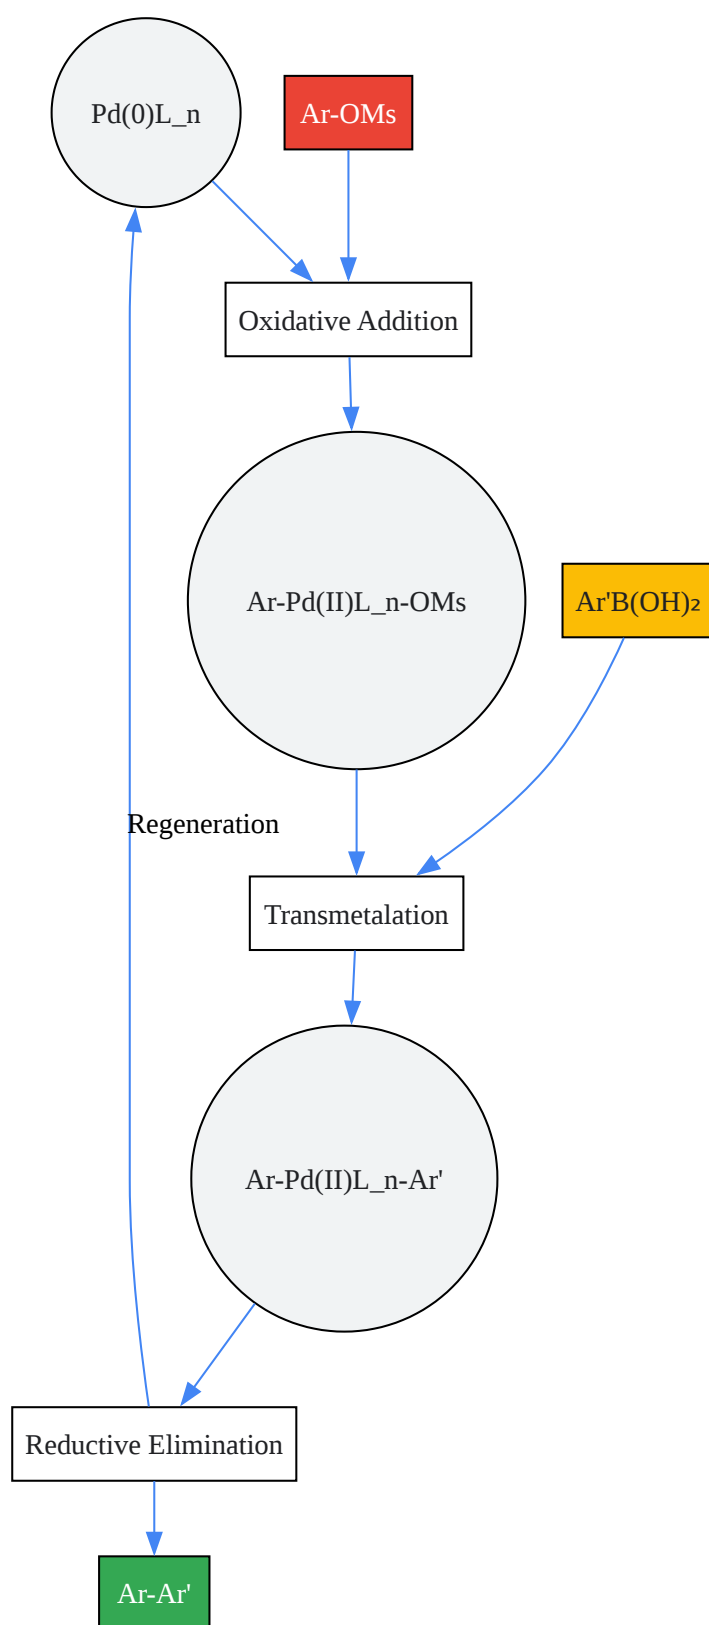 Pd(0)L_n
Ar-OMs
Oxidative Addition
Ar-Pd(II)L_n-OMs
Ar'B(OH)₂
Regeneration
Transmetalation
Ar-Pd(II)L_n-Ar'
Reductive Elimination
Ar-Ar'